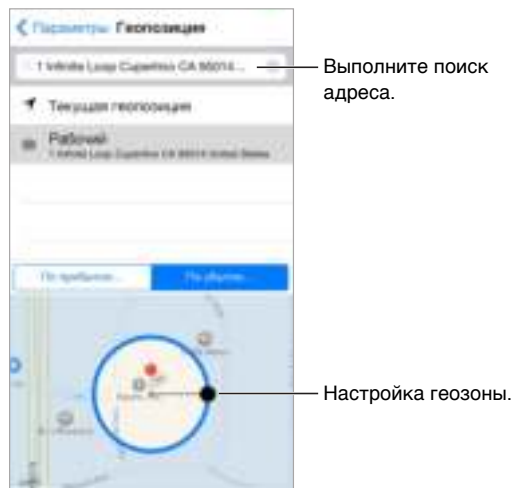 Параметры Геопозиция
1 Infinite Loop Cupertino CA 95014...
Выполните поиск
адреса.
Текущая геопозиция
Рабочий
1 Infinite Loop Cupertino CA 95014 United States
По прибытии... По убытии...
Настройка геозоны.